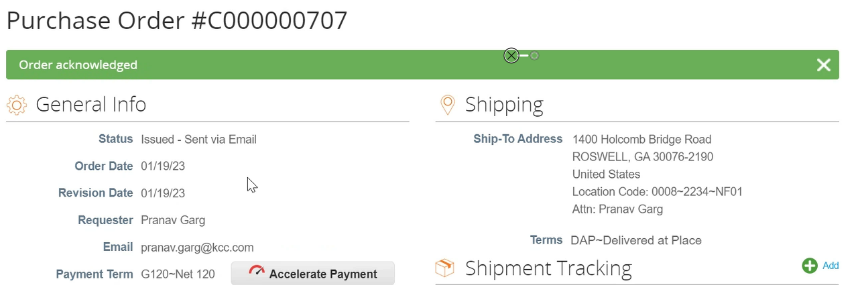 Purchase Order #C000000707
Order acknowledged
General Info
Status Issued - Sent via Email
Order Date 01/19/23
Revision Date 01/19/23
Requester Pranav Garg
Email pranav.garg@kcc.com
Payment Term G120~Net 120 Accelerate Payment
Shipping
Ship-To Address 1400 Holcomb Bridge Road
ROSWELL, GA 30076-2190
United States
Location Code: 0008~2234~NF01
Attn: Pranav Garg
Terms DAP~Delivered at Place
Shipment Tracking Add